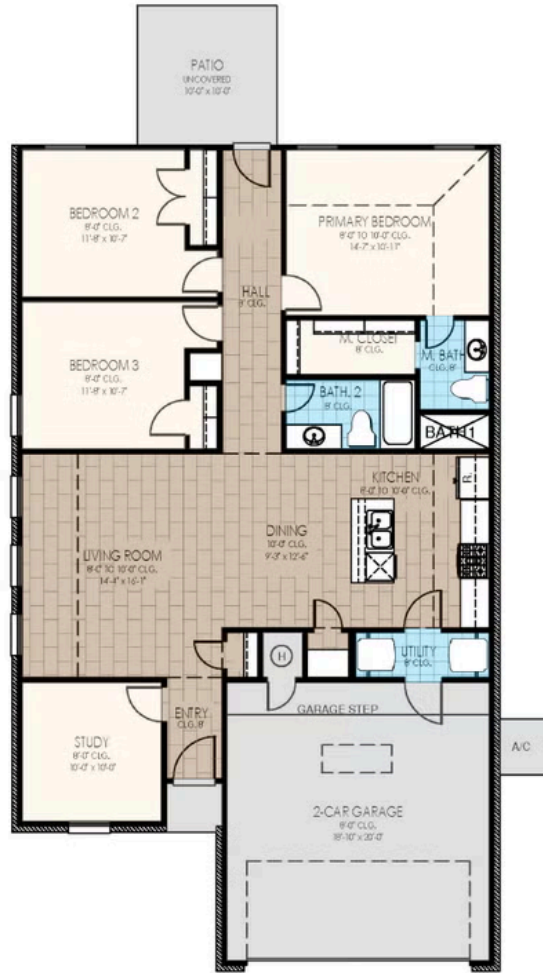 PATIO
UNCOVERED
10'-0" x 10'-0"
BEDROOM 2
8'-0" CLG.
11'-8" x 10'-7"
PRIMARY BEDROOM
8'-0" TO 10'-0" CLG.
14'-7" x 10'-11"
HALL
8' CLG.
M. CLOSET
8' CLG.
M. BATH
CLG. 8'
BEDROOM 3
8'-0" CLG.
11'-8" x 10'-7"
BATH. 2
8' CLG.
BATH1
KITCHEN
8'-0" TO 10'-0" CLG.
R.
DINING
10'-0" CLG.
9'-3" x 12'-6"
LIVING ROOM
8'-0" TO 10'-0" CLG.
14'-4" x 16'-1"
UTILITY
8' CLG.
H
ENTRY
CLG. 8'
GARAGE STEP
STUDY
8'-0" CLG.
10'-0" x 10'-0"
A/C
2-CAR GARAGE
8'-0" CLG.
18'-10" x 20'-0"